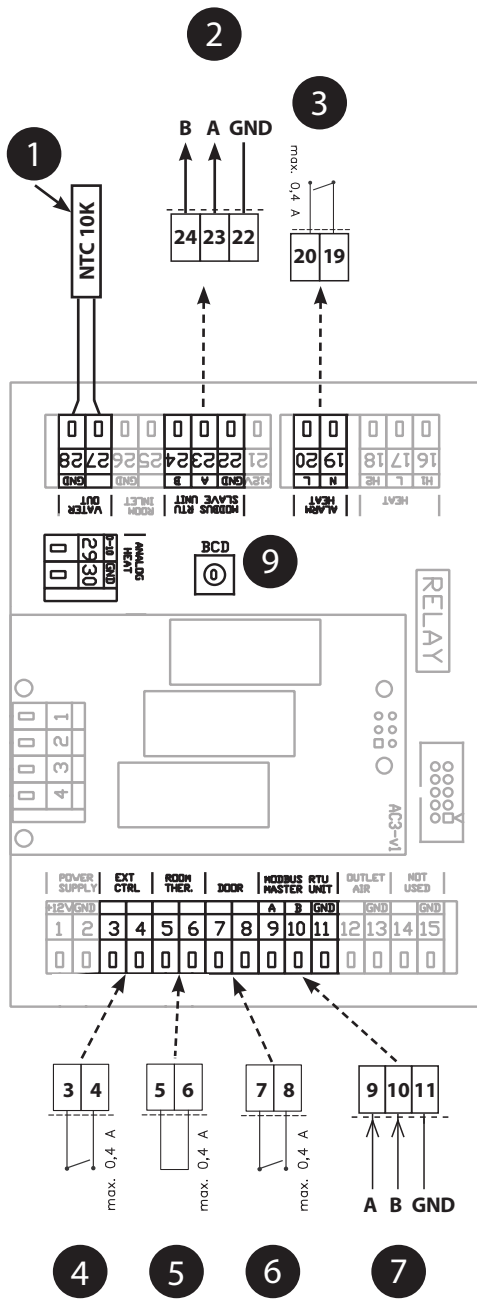 2
3
B A GND
max. 0,4 A
1
24 23 22
NTC 10K
20 19
28 27 26 25 24 23 22 21 20 19 18 17 16
GND GND B A GND +12V L N H2 L H1
VATER OUT
ROOM INLET
MODBUS RTU SLAVE UNIT
ALARM HEAT
HEAT
29 30
0-10 GND
ANALOG HEAT
BCD
0
9
RELAY
1
2
3
4
AC3-v1
POWER SUPPLY
EXT CTRL
ROOM THER.
DOOR
MODBUS RTU MASTER UNIT
OUTLET AIR
NOT USED
+12V GND A B GND GND GND
1 2 3 4 5 6 7 8 9 10 11 12 13 14 15
3 4
5 6
7 8
9 10 11
max. 0,4 A
max. 0,4 A
max. 0,4 A
A B GND
4
5
6
7